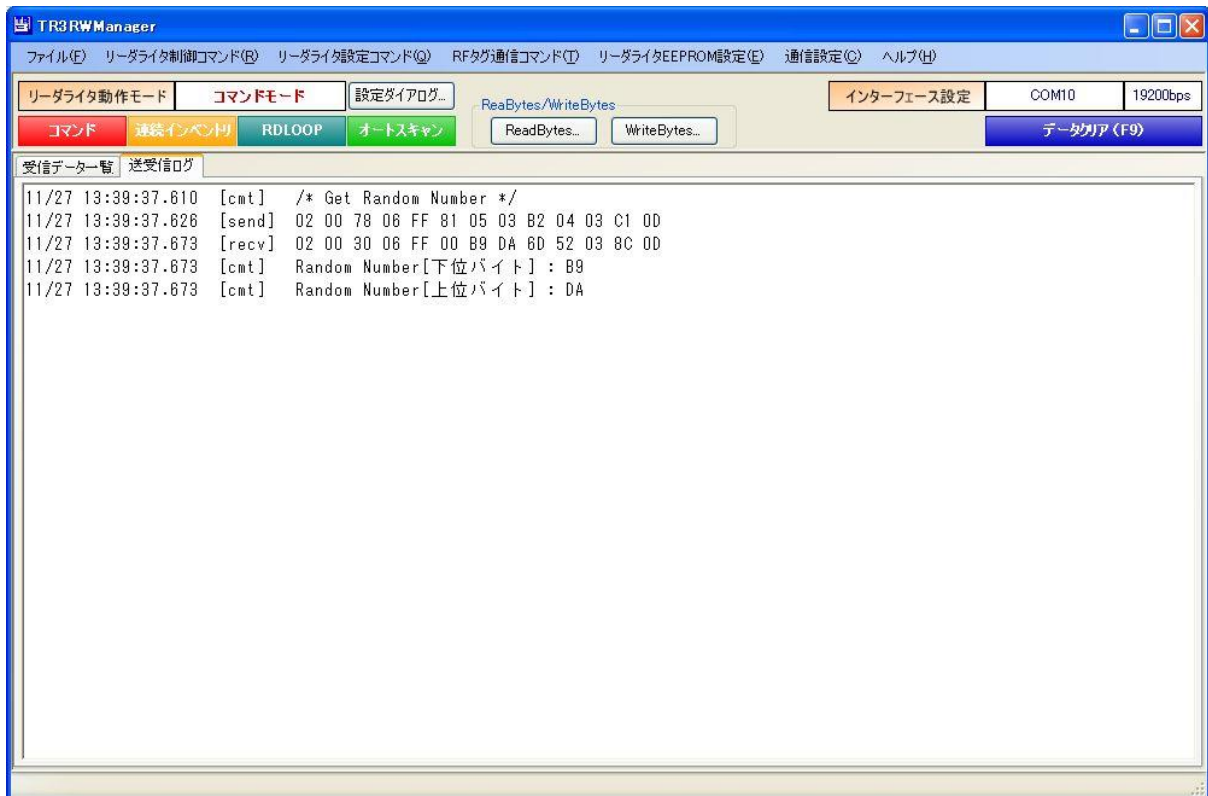 TR3RWManager
ファイル(F) リーダライタ制御コマンド(R) リーダライタ設定コマンド(Q) RFタグ通信コマンド(T) リーダライタEEPROM設定(E) 通信設定(C) ヘルプ(H)
リーダライタ動作モード コマンドモード 設定ダイアログ... ReaBytes/WriteBytes インターフェース設定 COM10 19200bps
コマンド 連続インベントリ RDLOOP オートスキャン ReadBytes... WriteBytes... データクリア(F9)
受信データ一覧 送受信ログ
11/27 13:39:37.610 [cmt] /* Get Random Number */
11/27 13:39:37.626 [send] 02 00 78 06 FF 81 05 03 B2 04 03 C1 0D
11/27 13:39:37.673 [recv] 02 00 30 06 FF 00 B9 DA 6D 52 03 8C 0D
11/27 13:39:37.673 [cmt] Random Number[下位バイト] : B9
11/27 13:39:37.673 [cmt] Random Number[上位バイト] : DA